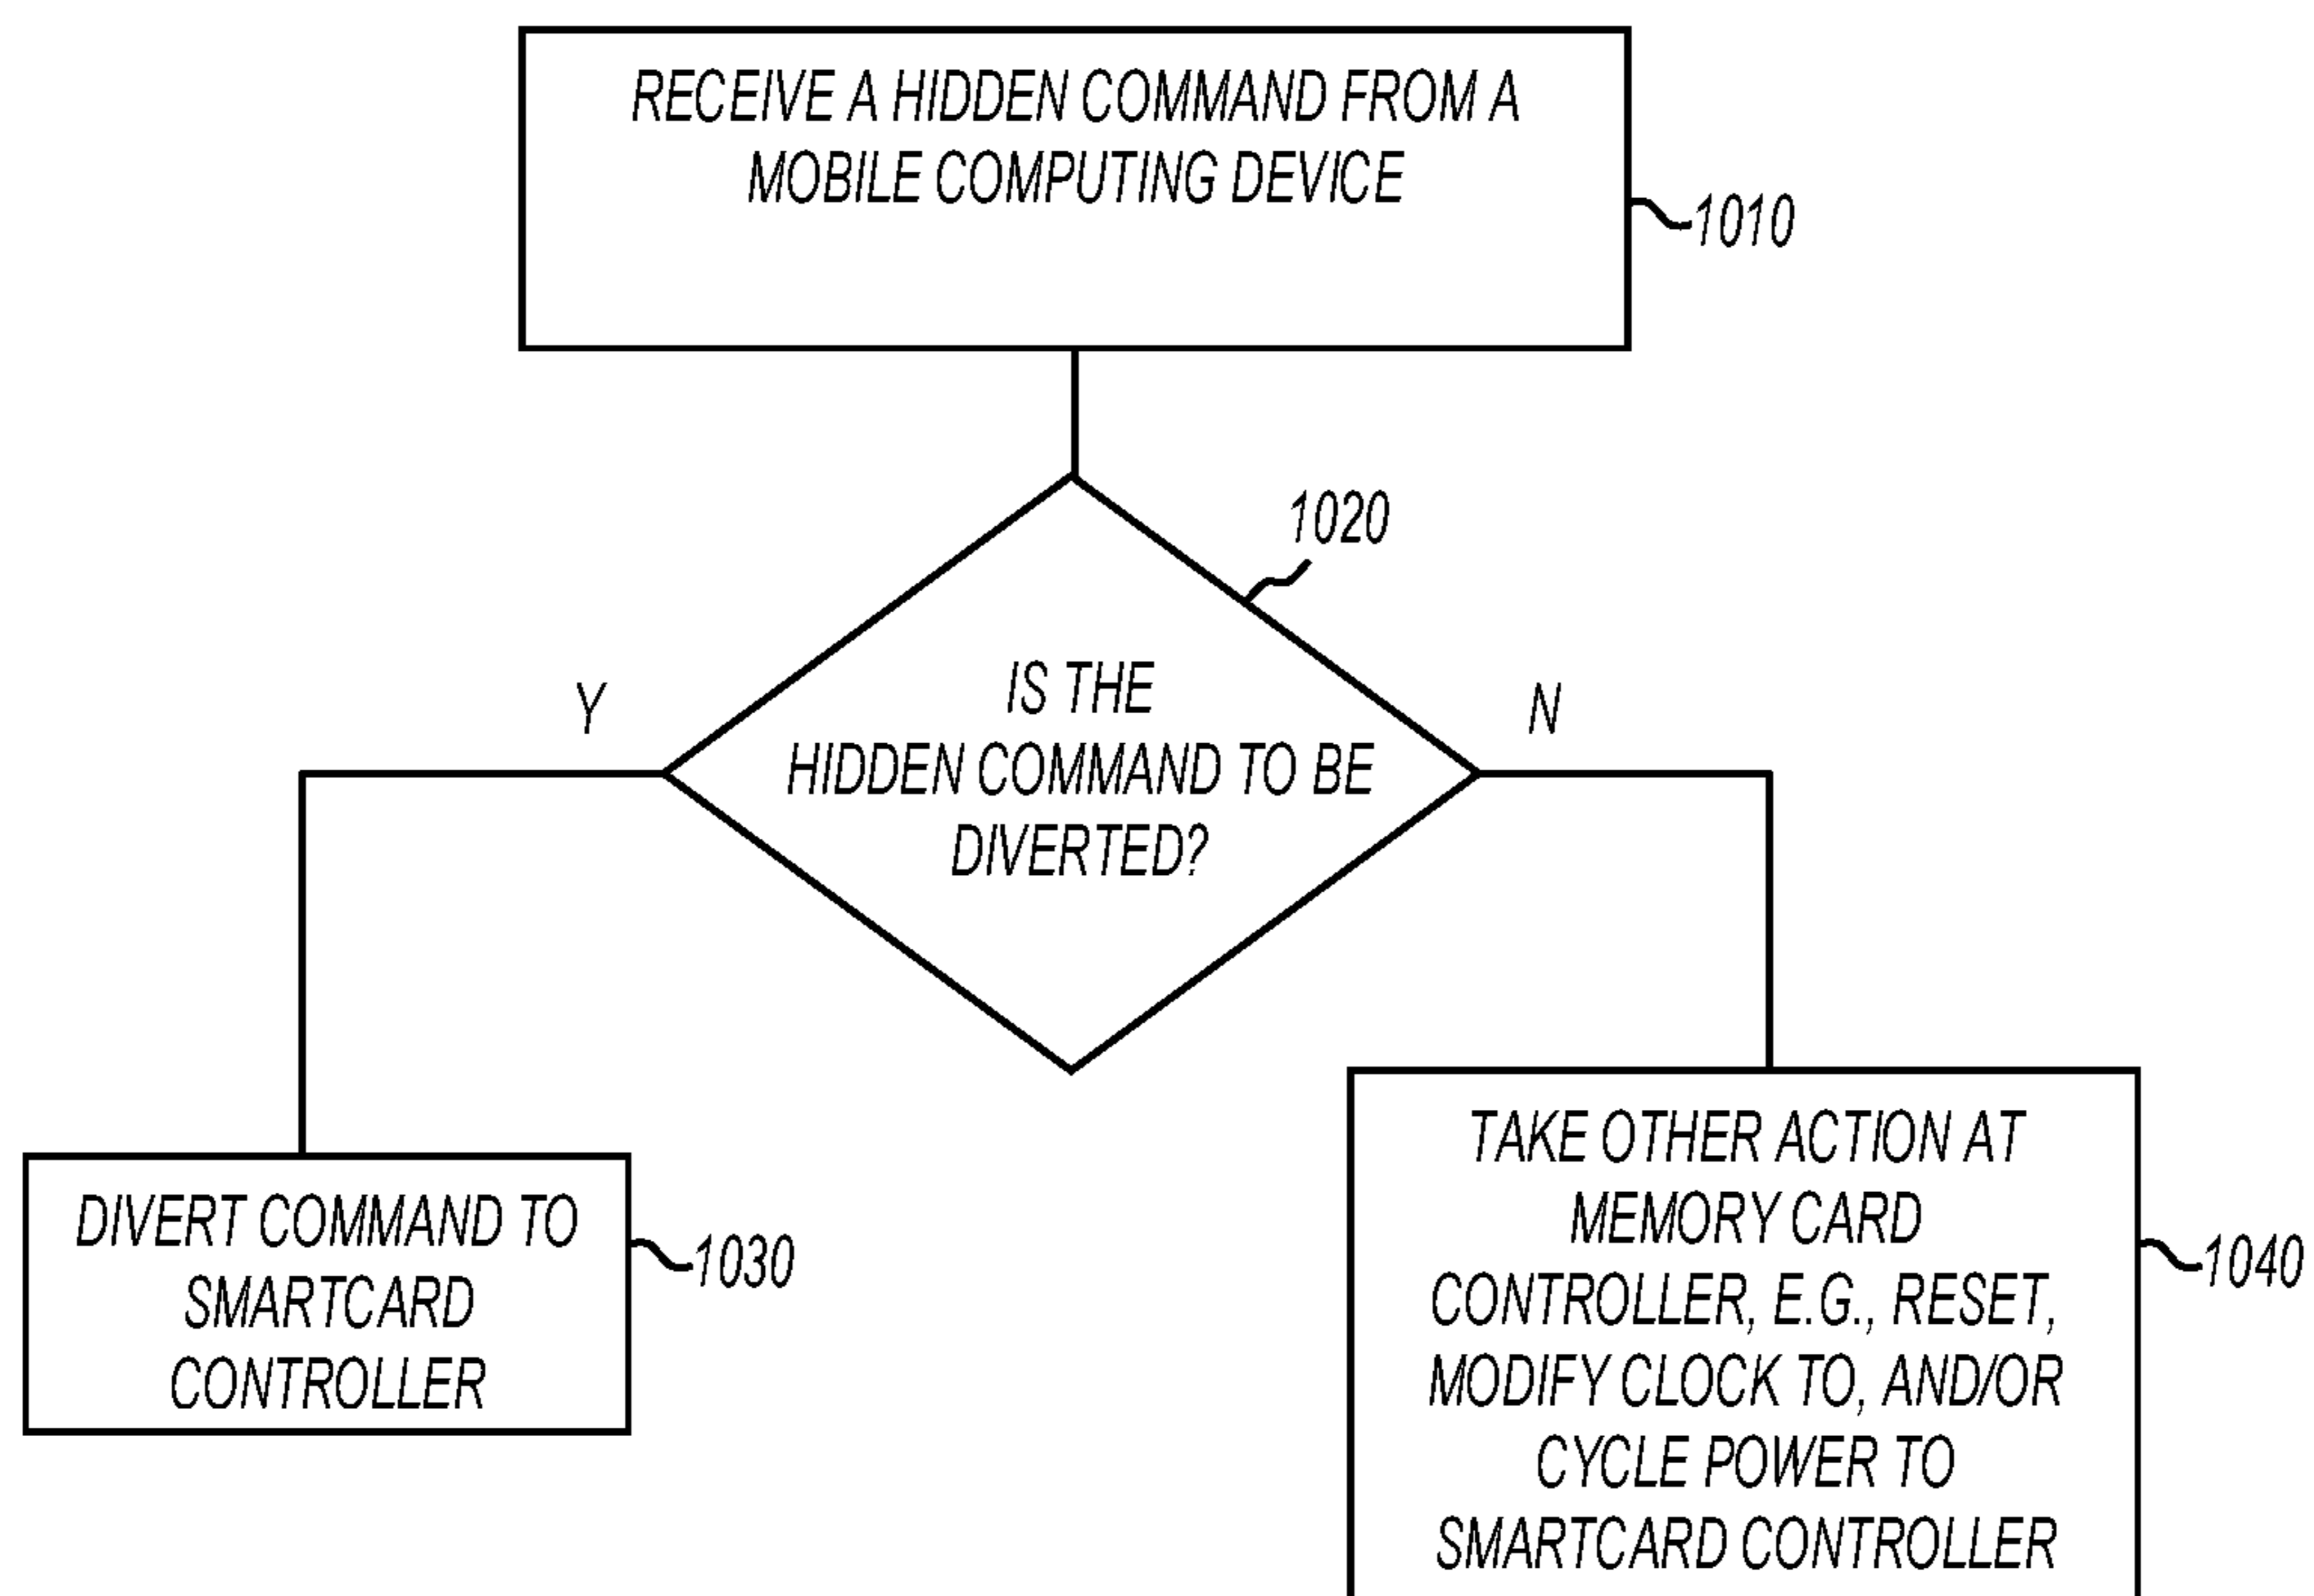 RECEIVE A HIDDEN COMMAND FROM A
MOBILE COMPUTING DEVICE
1010
1020
IS THE
HIDDEN COMMAND TO BE
DIVERTED?
Y
N
DIVERT COMMAND TO
SMARTCARD
CONTROLLER
1030
TAKE OTHER ACTION AT
MEMORY CARD
CONTROLLER, E.G., RESET,
MODIFY CLOCK TO, AND/OR
CYCLE POWER TO
SMARTCARD CONTROLLER
1040